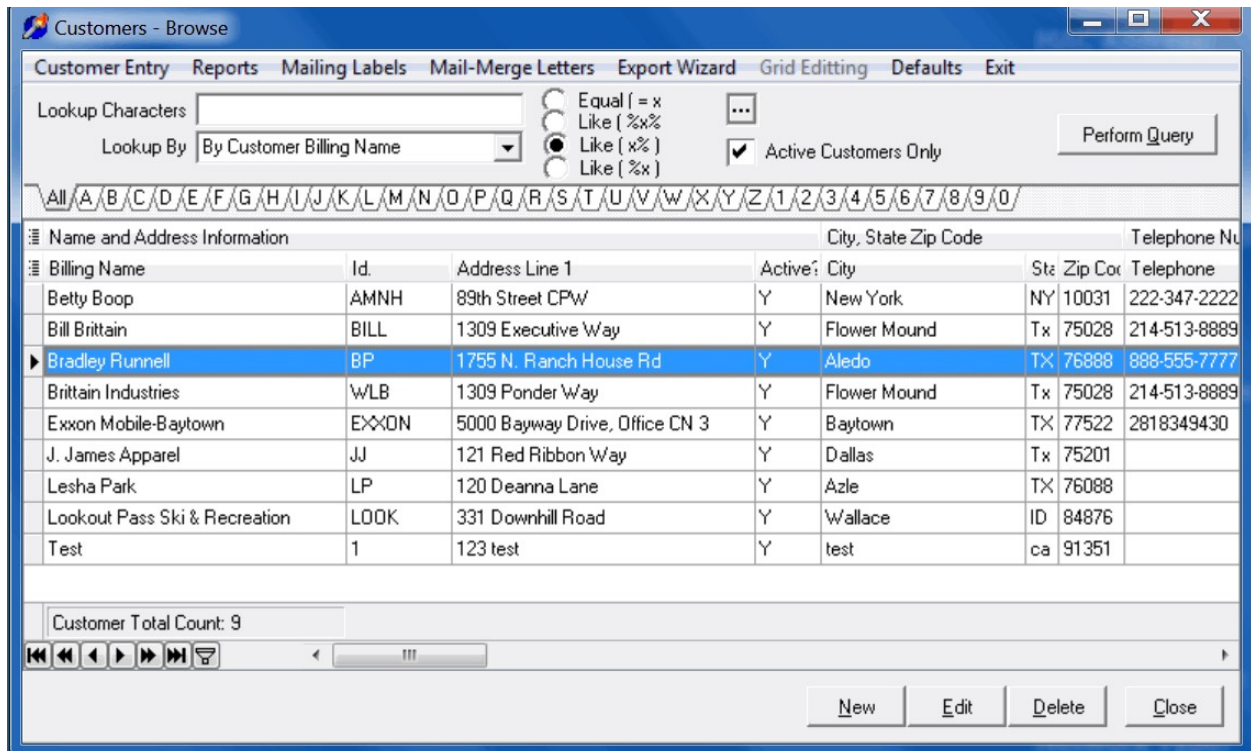 Customers - Browse
Customer Entry Reports Mailing Labels Mail-Merge Letters Export Wizard Grid Editting Defaults Exit
Lookup Characters
Equal ( = x
Like ( %x%
Like ( x% )
Like ( %x )
...
Perform Query
Lookup By By Customer Billing Name
Active Customers Only
All A B C D E F G H I J K L M N O P Q R S T U V W X Y Z 1 2 3 4 5 6 7 8 9 0
Name and Address Information City, State Zip Code Telephone Nu
Billing Name Id. Address Line 1 Active? City Sta Zip Coc Telephone
Betty Boop AMNH 89th Street CPW Y New York NY 10031 222-347-2222
Bill Brittain BILL 1309 Executive Way Y Flower Mound Tx 75028 214-513-8889
Bradley Runnell BP 1755 N. Ranch House Rd Y Aledo TX 76888 888-555-7777
Brittain Industries WLB 1309 Ponder Way Y Flower Mound Tx 75028 214-513-8889
Exxon Mobile-Baytown EXXON 5000 Bayway Drive, Office CN 3 Y Baytown TX 77522 2818349430
J. James Apparel JJ 121 Red Ribbon Way Y Dallas Tx 75201
Lesha Park LP 120 Deanna Lane Y Azle TX 76088
Lookout Pass Ski & Recreation LOOK 331 Downhill Road Y Wallace ID 84876
Test 1 123 test Y test ca 91351
Customer Total Count: 9
New Edit Delete Close